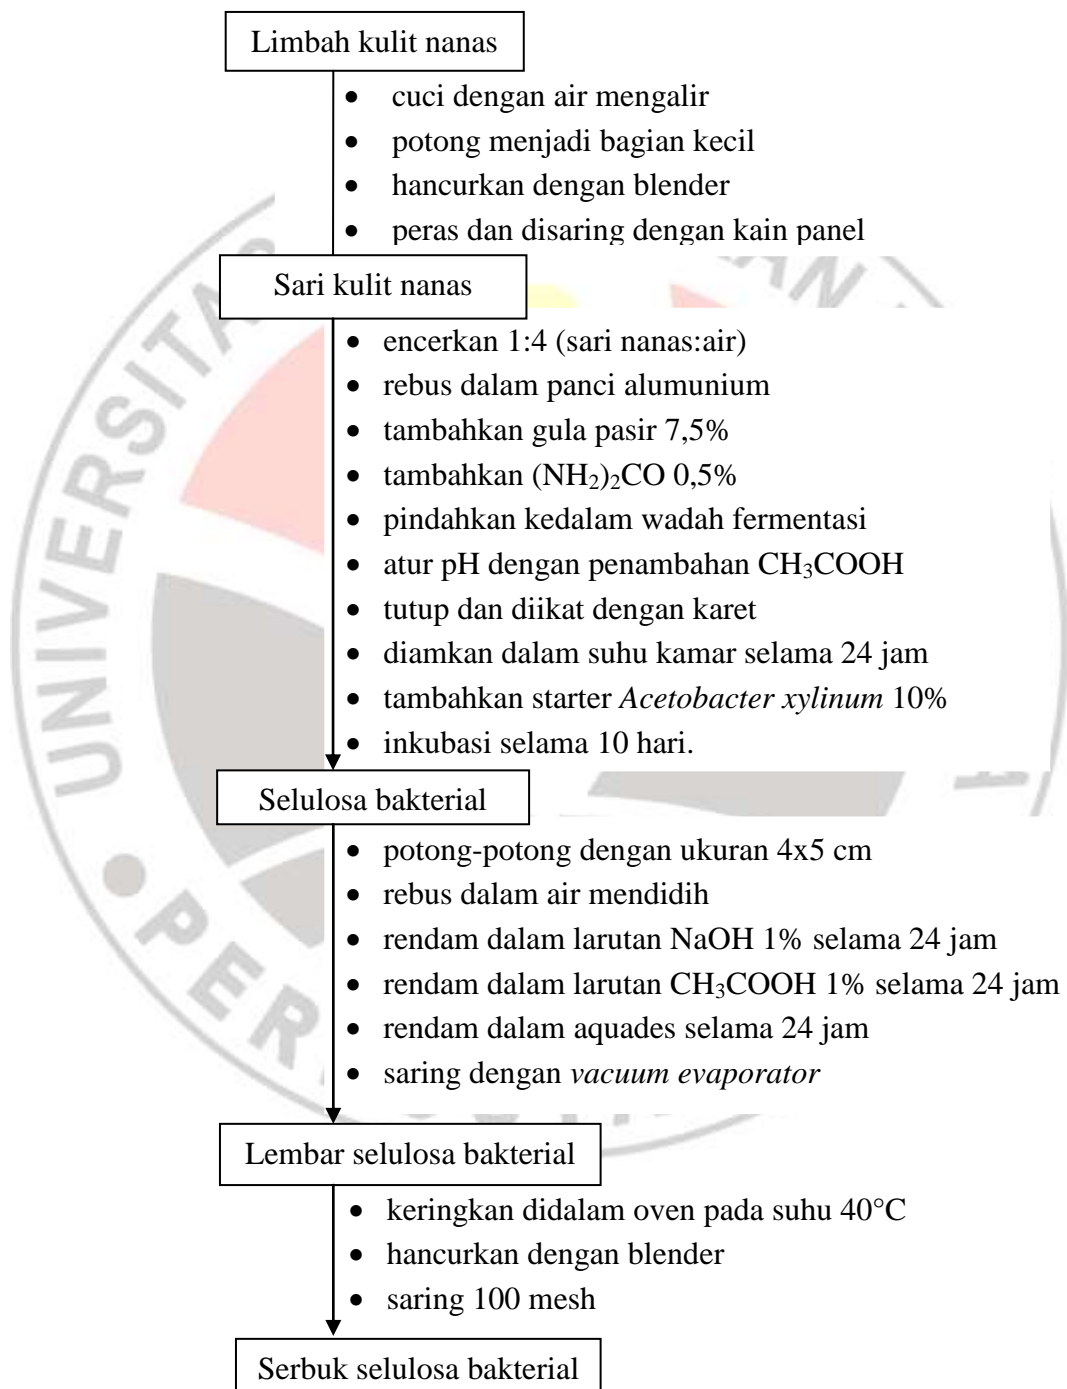 Limbah kulit nanas
• cuci dengan air mengalir
• potong menjadi bagian kecil
• hancurkan dengan blender
• peras dan disaring dengan kain panel
Sari kulit nanas
• encerkan 1:4 (sari nanas:air)
• rebus dalam panci alumunium
• tambahkan gula pasir 7,5%
• tambahkan (NH₂)₂CO 0,5%
• pindahkan kedalam wadah fermentasi
• atur pH dengan penambahan CH₃COOH
• tutup dan diikat dengan karet
• diamkan dalam suhu kamar selama 24 jam
• tambahkan starter Acetobacter xylinum 10%
• inkubasi selama 10 hari.
Selulosa bakterial
• potong-potong dengan ukuran 4x5 cm
• rebus dalam air mendidih
• rendam dalam larutan NaOH 1% selama 24 jam
• rendam dalam larutan CH₃COOH 1% selama 24 jam
• rendam dalam aquades selama 24 jam
• saring dengan vacuum evaporator
Lembar selulosa bakterial
• keringkan didalam oven pada suhu 40°C
• hancurkan dengan blender
• saring 100 mesh
Serbuk selulosa bakterial
UNIVERSITAS